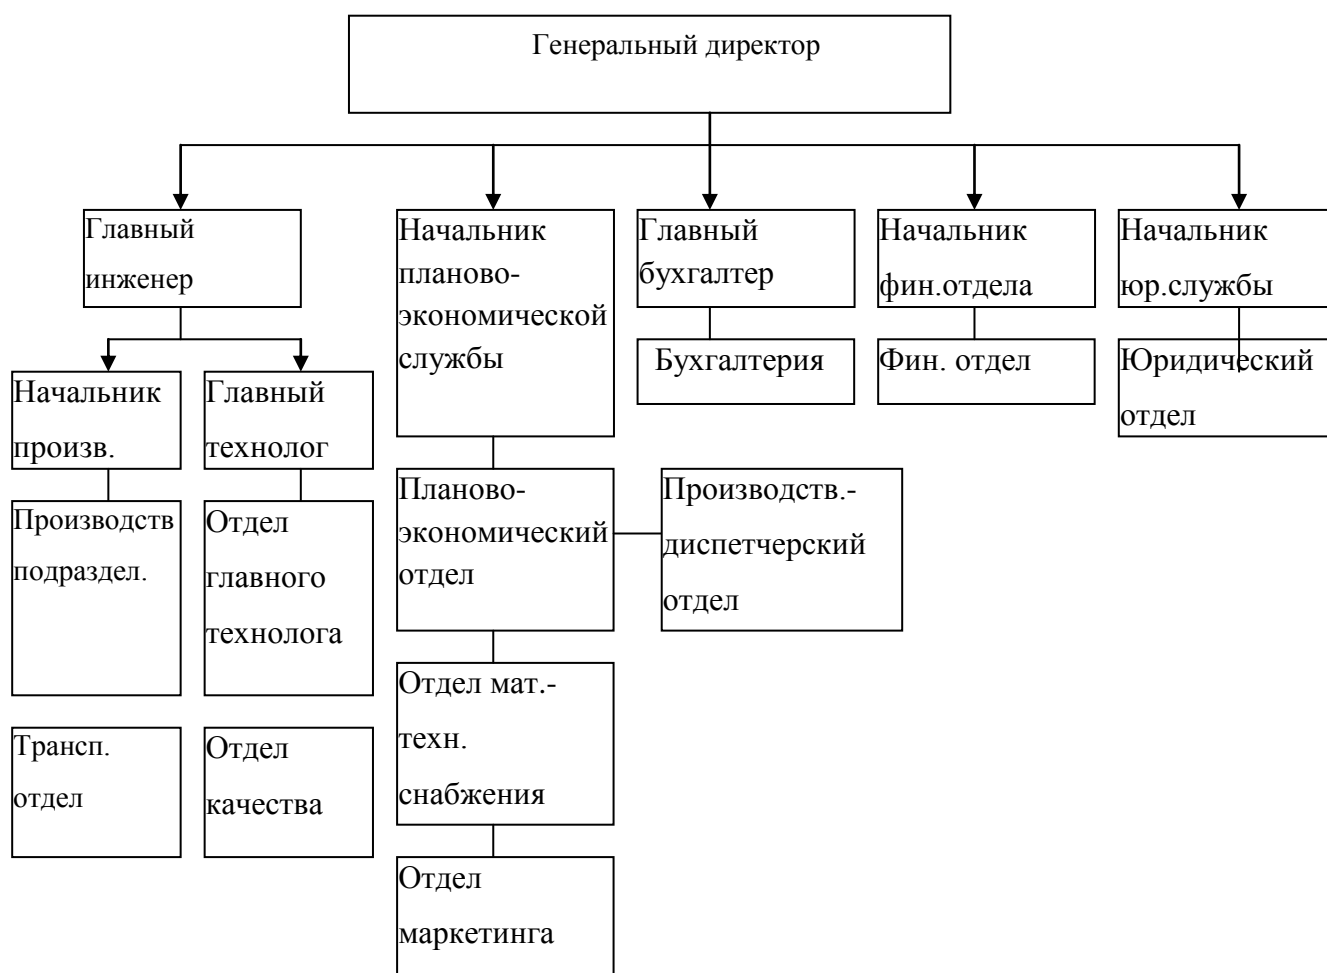 Генеральный директор
Главный
инженер
Начальник
планово-
экономической
службы
Главный
бухгалтер
Начальник
фин.отдела
Начальник
юр.службы
Бухгалтерия
Фин. отдел
Юридический
отдел
Начальник
произв.
Главный
технолог
Производств
подраздел.
Отдел
главного
технолога
Планово-
экономический
отдел
Производств.-
диспетчерский
отдел
Отдел мат.-
техн.
снабжения
Трансп.
отдел
Отдел
качества
Отдел
маркетинга